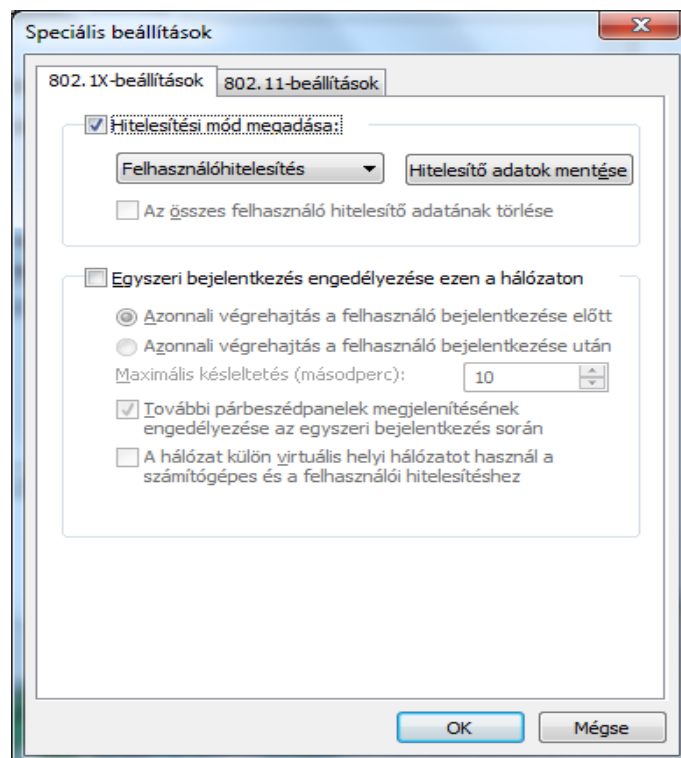 Speciális beállítások
802.1X-beállítások
802.11-beállítások
Hitelesítési mód megadása:
Felhasználóhitelesítés
Hitelesítő adatok mentése
Az összes felhasználó hitelesítő adatának törlése
Egyszeri bejelentkezés engedélyezése ezen a hálózaton
Azonnali végrehajtás a felhasználó bejelentkezése előtt
Azonnali végrehajtás a felhasználó bejelentkezése után
Maximális késleltetés (másodperc):
10
További párbeszédpanelek megjelenítésének
engedélyezése az egyszeri bejelentkezés során
A hálózat külön virtuális helyi hálózatot használ a
számítógépes és a felhasználói hitelesítéshez
OK
Mégse